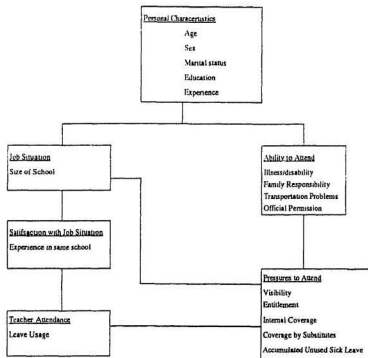 Personal Characteristics
Age
Sex
Marital status
Education
Experience
Job Situation
Size of School
Ability to Attend
Illness/disability
Family Responsibility
Transportation Problems
Official Permission
Satisfaction with Job Situation
Experience in same school
Pressures to Attend
Visibility
Entitlement
Internal Coverage
Coverage by Substitutes
Accumulated Unused Sick Leave
Teacher Attendance
Leave Usage